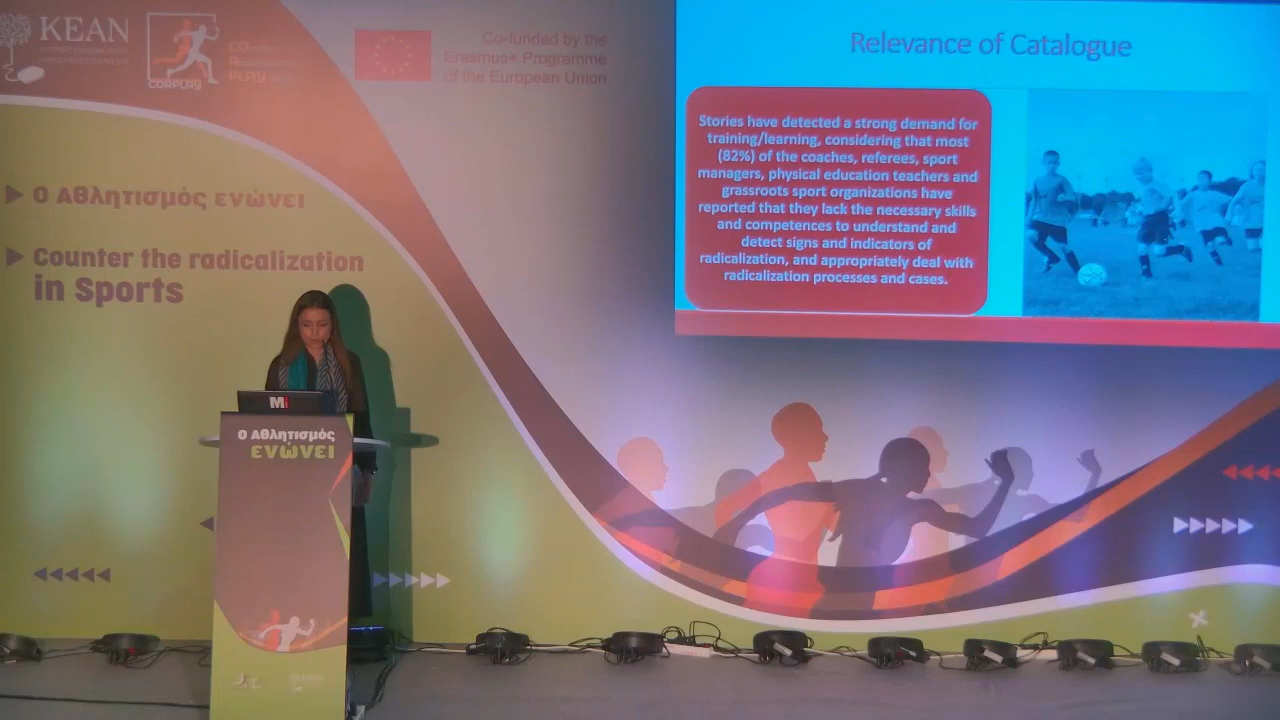 KEAN
CORPLAY
PLAY
Co-funded by the
Erasmus+ Programme
of the European Union
Ο Αθλητισμός ενώνει
Counter the radicalization
in Sports
Relevance of Catalogue
Stories have detected a strong demand for
training/learning, considering that most
(82%) of the coaches, referees, sport
managers, physical education teachers and
grassroots sport organizations have
reported that they lack the necessary skills
and competences to understand and
detect signs and indicators of
radicalization, and appropriately deal with
radicalization processes and cases.
Ο Αθλητισμός
ενώνει